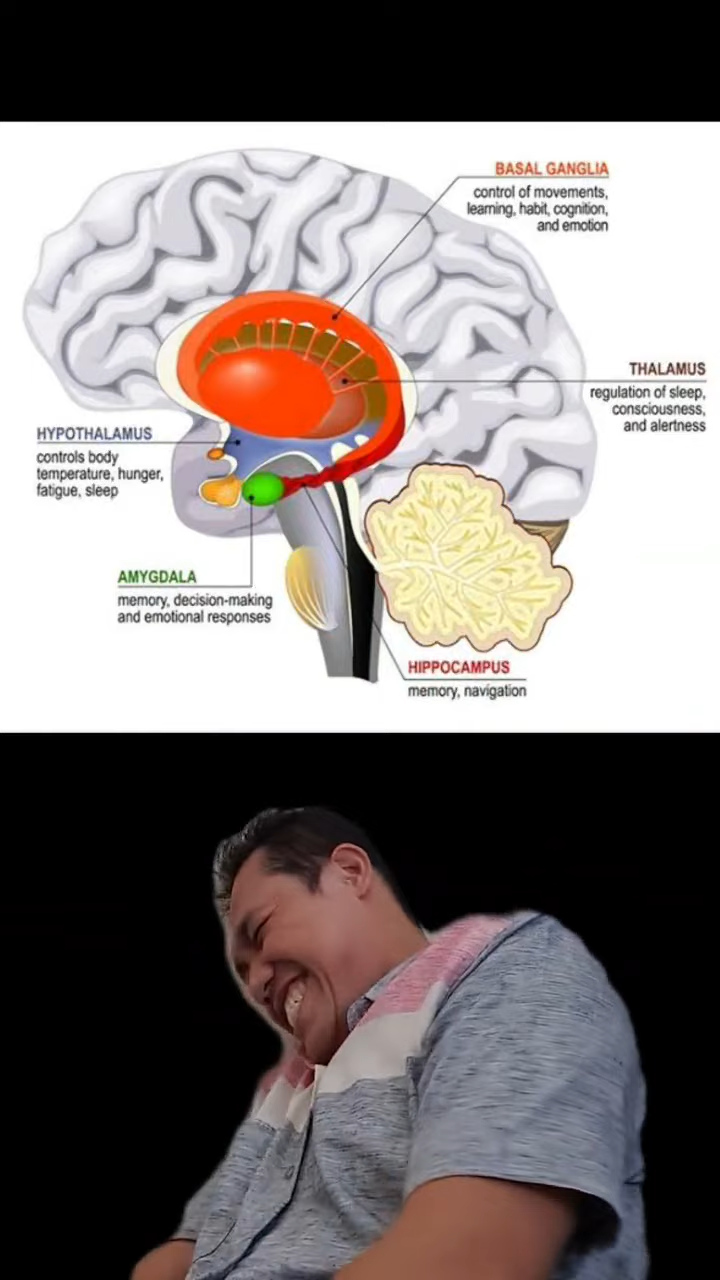 BASAL GANGLIA
control of movements,
learning, habit, cognition,
and emotion
THALAMUS
regulation of sleep,
consciousness,
and alertness
HYPOTHALAMUS
controls body
temperature, hunger,
fatigue, sleep
AMYGDALA
memory, decision-making
and emotional responses
HIPPOCAMPUS
memory, navigation